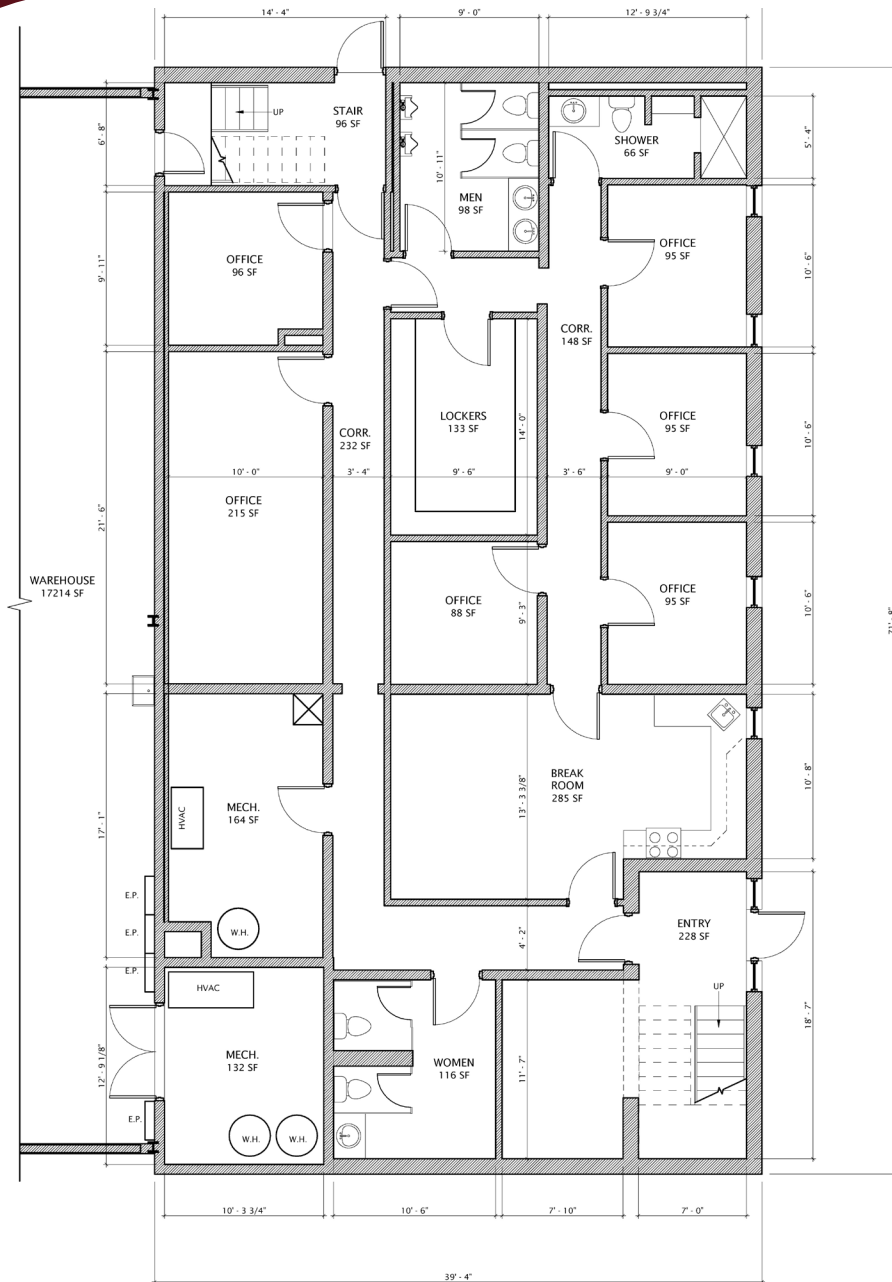 14' - 4"
9' - 0"
12' - 9 3/4"
6' - 8"
UP
STAIR
96 SF
10' - 11"
MEN
98 SF
SHOWER
66 SF
5' - 4"
9' - 11"
OFFICE
96 SF
OFFICE
95 SF
10' - 6"
CORR.
148 SF
LOCKERS
133 SF
14' - 0"
OFFICE
95 SF
10' - 6"
CORR.
232 SF
10' - 0"
3' - 4"
9' - 6"
3' - 6"
9' - 0"
OFFICE
215 SF
21' - 6"
WAREHOUSE
17214 SF
OFFICE
88 SF
9' - 3"
OFFICE
95 SF
10' - 6"
71' - 8"
MECH.
164 SF
HVAC
17' - 1"
BREAK
ROOM
285 SF
13' - 3 3/8"
10' - 8"
E.P.
E.P.
E.P.
W.H.
4' - 2"
ENTRY
228 SF
HVAC
UP
18' - 7"
12' - 9 1/8"
MECH.
132 SF
WOMEN
116 SF
11' - 7"
E.P.
W.H.
W.H.
10' - 3 3/4"
10' - 6"
7' - 10"
7' - 0"
39' - 4"